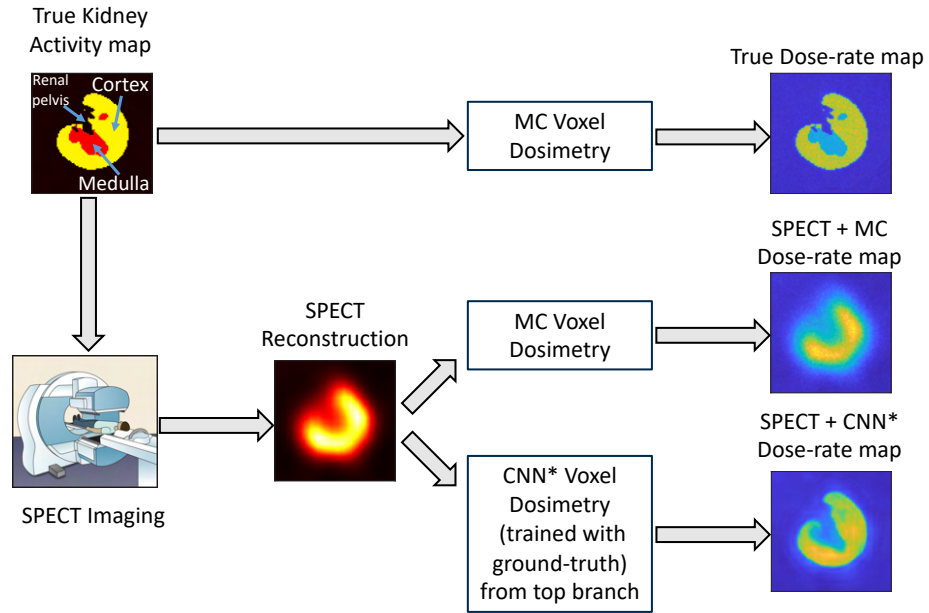 True Kidney
Activity map
Renal
pelvis
Cortex
Medulla
MC Voxel
Dosimetry
True Dose-rate map
SPECT Imaging
SPECT
Reconstruction
MC Voxel
Dosimetry
SPECT + MC
Dose-rate map
CNN* Voxel
Dosimetry
(trained with
ground-truth)
from top branch
SPECT + CNN*
Dose-rate map